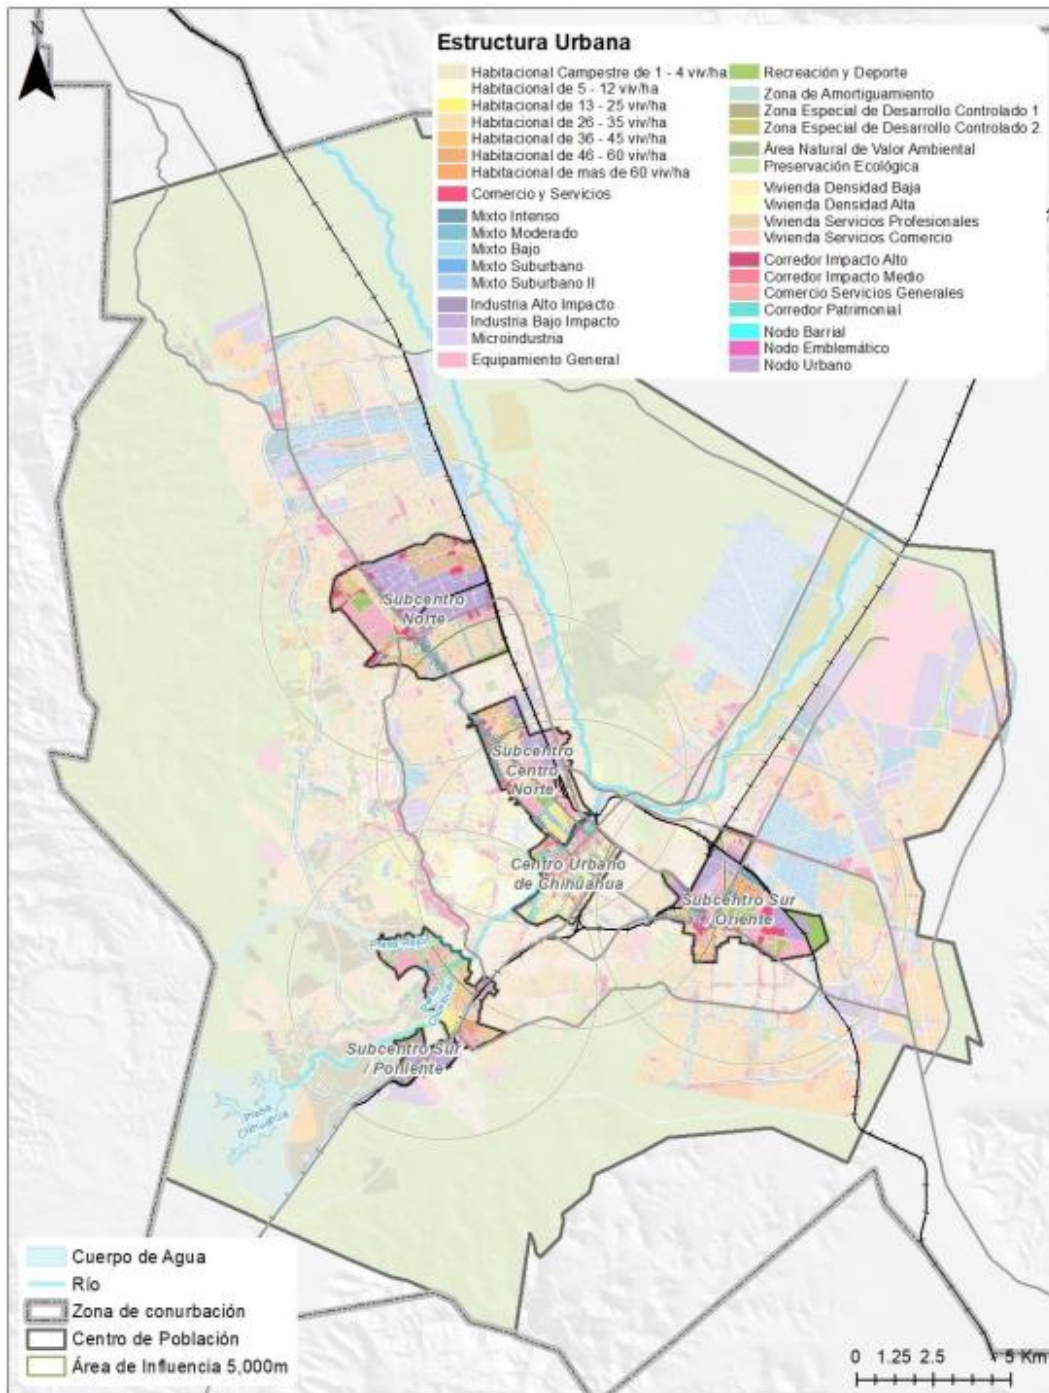 N
Estructura Urbana
Habitacional Campestre de 1 - 4 viv/ha
Habitacional de 5 - 12 viv/ha
Habitacional de 13 - 25 viv/ha
Habitacional de 26 - 35 viv/ha
Habitacional de 36 - 45 viv/ha
Habitacional de 46 - 60 viv/ha
Habitacional de mas de 60 viv/ha
Comercio y Servicios
Mixto Intenso
Mixto Moderado
Mixto Bajo
Mixto Suburbano
Mixto Suburbano II
Industria Alto Impacto
Industria Bajo Impacto
Microindustria
Equipamiento General
Recreación y Deporte
Zona de Amortiguamiento
Zona Especial de Desarrollo Controlado 1
Zona Especial de Desarrollo Controlado 2
Área Natural de Valor Ambiental
Preservación Ecológica
Vivienda Densidad Baja
Vivienda Densidad Alta
Vivienda Servicios Profesionales
Vivienda Servicios Comercio
Corredor Impacto Alto
Corredor Impacto Medio
Comercio Servicios Generales
Corredor Patrimonial
Nodo Barrial
Nodo Emblemático
Nodo Urbano
Subcentro
Norte
Subcentro
Centro
Norte
Centro Urbano
de Chihuahua
Subcentro Sur
/ Oriente
Subcentro Sur
/ Poniente
Presa
Chihuahua
Cuerpo de Agua
Río
Zona de conurbación
Centro de Población
Área de Influencia 5,000m
0 1.25 2.5 5 Km